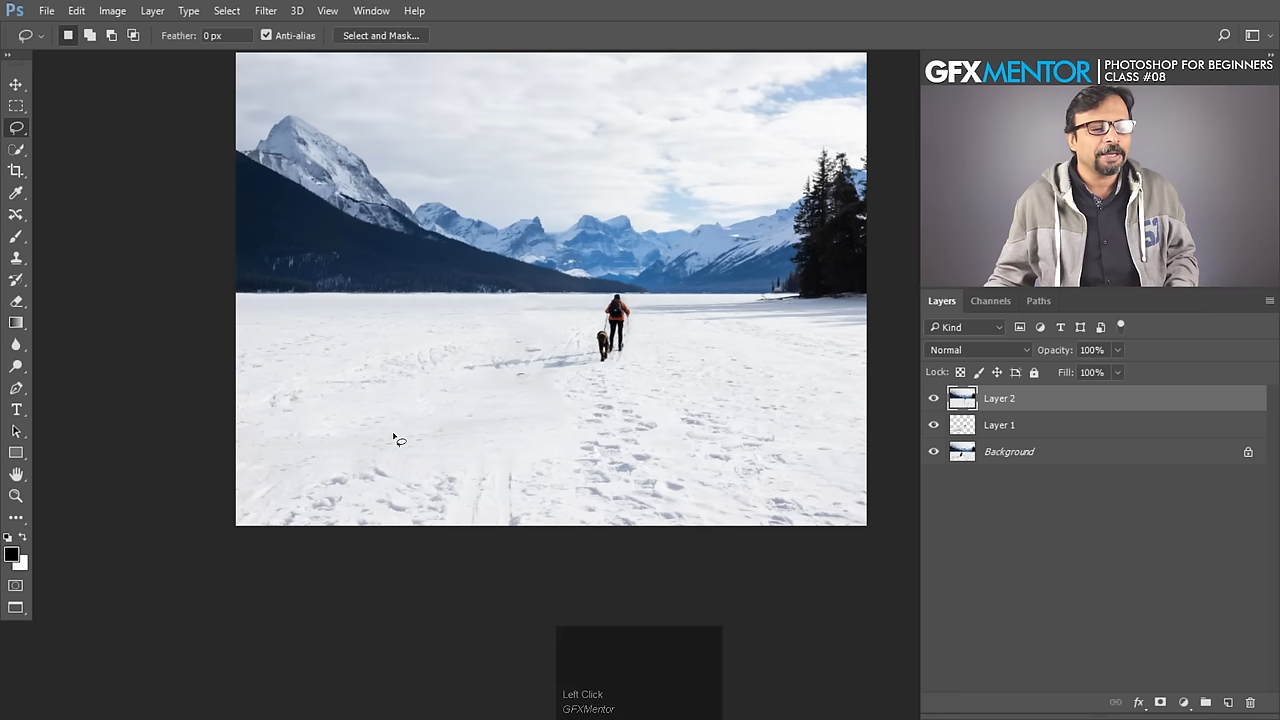 Ps File Edit Image Layer Type Select Filter 3D View Window Help
Feather: 0 px Anti-alias Select and Mask...
GFXMENTOR PHOTOSHOP FOR BEGINNERS
CLASS #08
Layers Channels Paths
Kind
Normal Opacity: 100%
Lock: Fill: 100%
Layer 2
Layer 1
Background
Left Click
GFXMentor